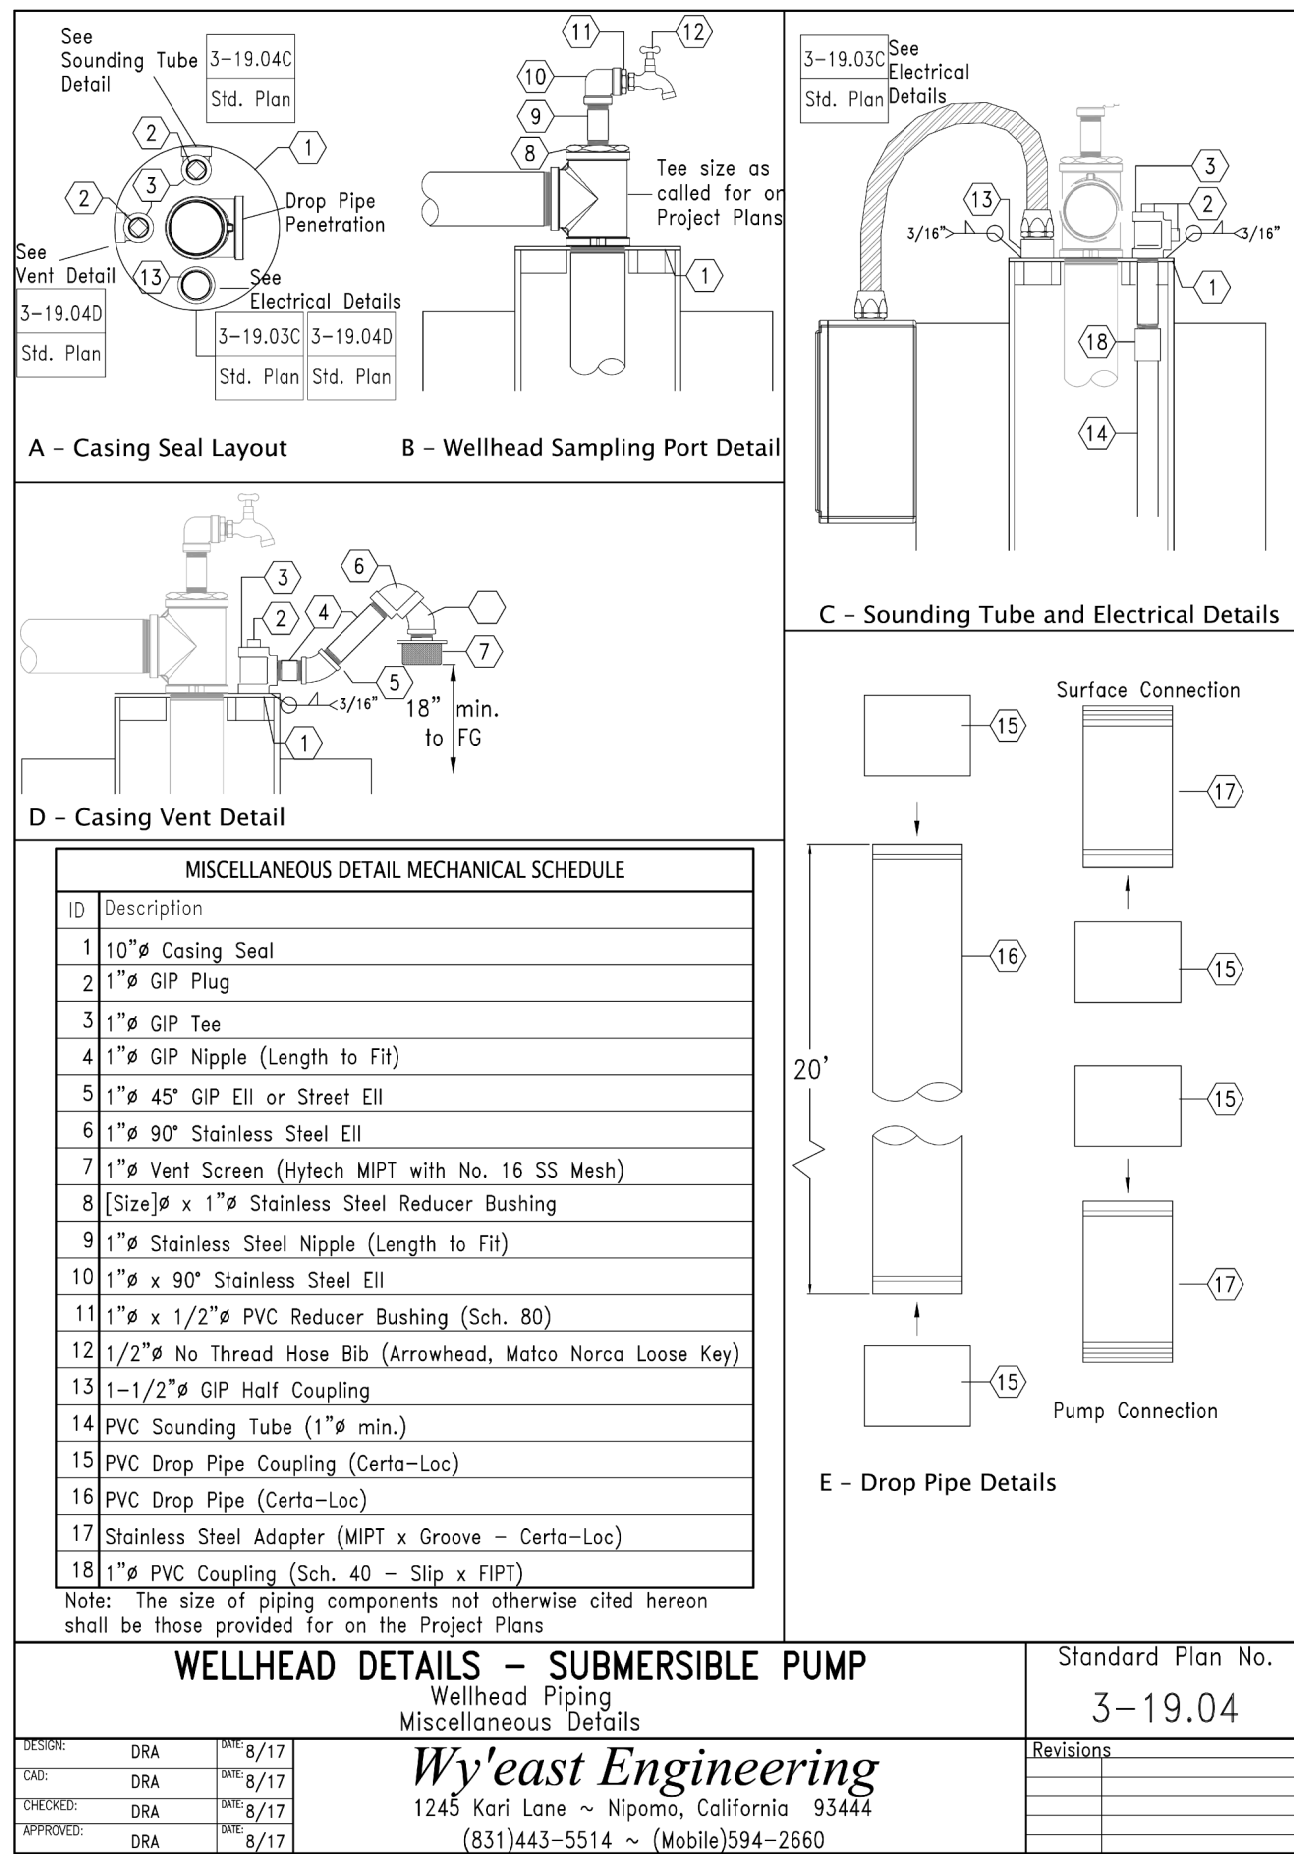 See
Sounding Tube
Detail
3-19.04C
Std. Plan
2
1
3
2
Drop Pipe
Penetration
See
Vent Detail
13
See
Electrical Details
3-19.04D
Std. Plan
3-19.03C
Std. Plan
3-19.04D
Std. Plan
A – Casing Seal Layout
11
12
10
9
8
Tee size as
called for on
Project Plans
1
B – Wellhead Sampling Port Detail
3-19.03C
Std. Plan
See
Electrical
Details
3
13
2
3/16"
3/16"
1
18
14
C – Sounding Tube and Electrical Details
6
3
4
2
7
5
3/16"
18" min.
to FG
1
D – Casing Vent Detail
Surface Connection
15
17
16
15
20'
15
17
15
Pump Connection
E – Drop Pipe Details
MISCELLANEOUS DETAIL MECHANICAL SCHEDULE
ID Description
1 10"ø Casing Seal
2 1"ø GIP Plug
3 1"ø GIP Tee
4 1"ø GIP Nipple (Length to Fit)
5 1"ø 45° GIP Ell or Street Ell
6 1"ø 90° Stainless Steel Ell
7 1"ø Vent Screen (Hytech MIPT with No. 16 SS Mesh)
8 [Size]ø x 1"ø Stainless Steel Reducer Bushing
9 1"ø Stainless Steel Nipple (Length to Fit)
10 1"ø x 90° Stainless Steel Ell
11 1"ø x 1/2"ø PVC Reducer Bushing (Sch. 80)
12 1/2"ø No Thread Hose Bib (Arrowhead, Matco Norca Loose Key)
13 1-1/2"ø GIP Half Coupling
14 PVC Sounding Tube (1"ø min.)
15 PVC Drop Pipe Coupling (Certa-Loc)
16 PVC Drop Pipe (Certa-Loc)
17 Stainless Steel Adapter (MIPT x Groove – Certa-Loc)
18 1"ø PVC Coupling (Sch. 40 – Slip x FIPT)
Note: The size of piping components not otherwise cited hereon
shall be those provided for on the Project Plans
WELLHEAD DETAILS – SUBMERSIBLE PUMP
Wellhead Piping
Miscellaneous Details
Standard Plan No.
3-19.04
DESIGN: DRA DATE: 8/17
CAD: DRA DATE: 8/17
CHECKED: DRA DATE: 8/17
APPROVED: DRA DATE: 8/17
Wy'east Engineering
1245 Kari Lane ~ Nipomo, California 93444
(831)443-5514 ~ (Mobile)594-2660
Revisions